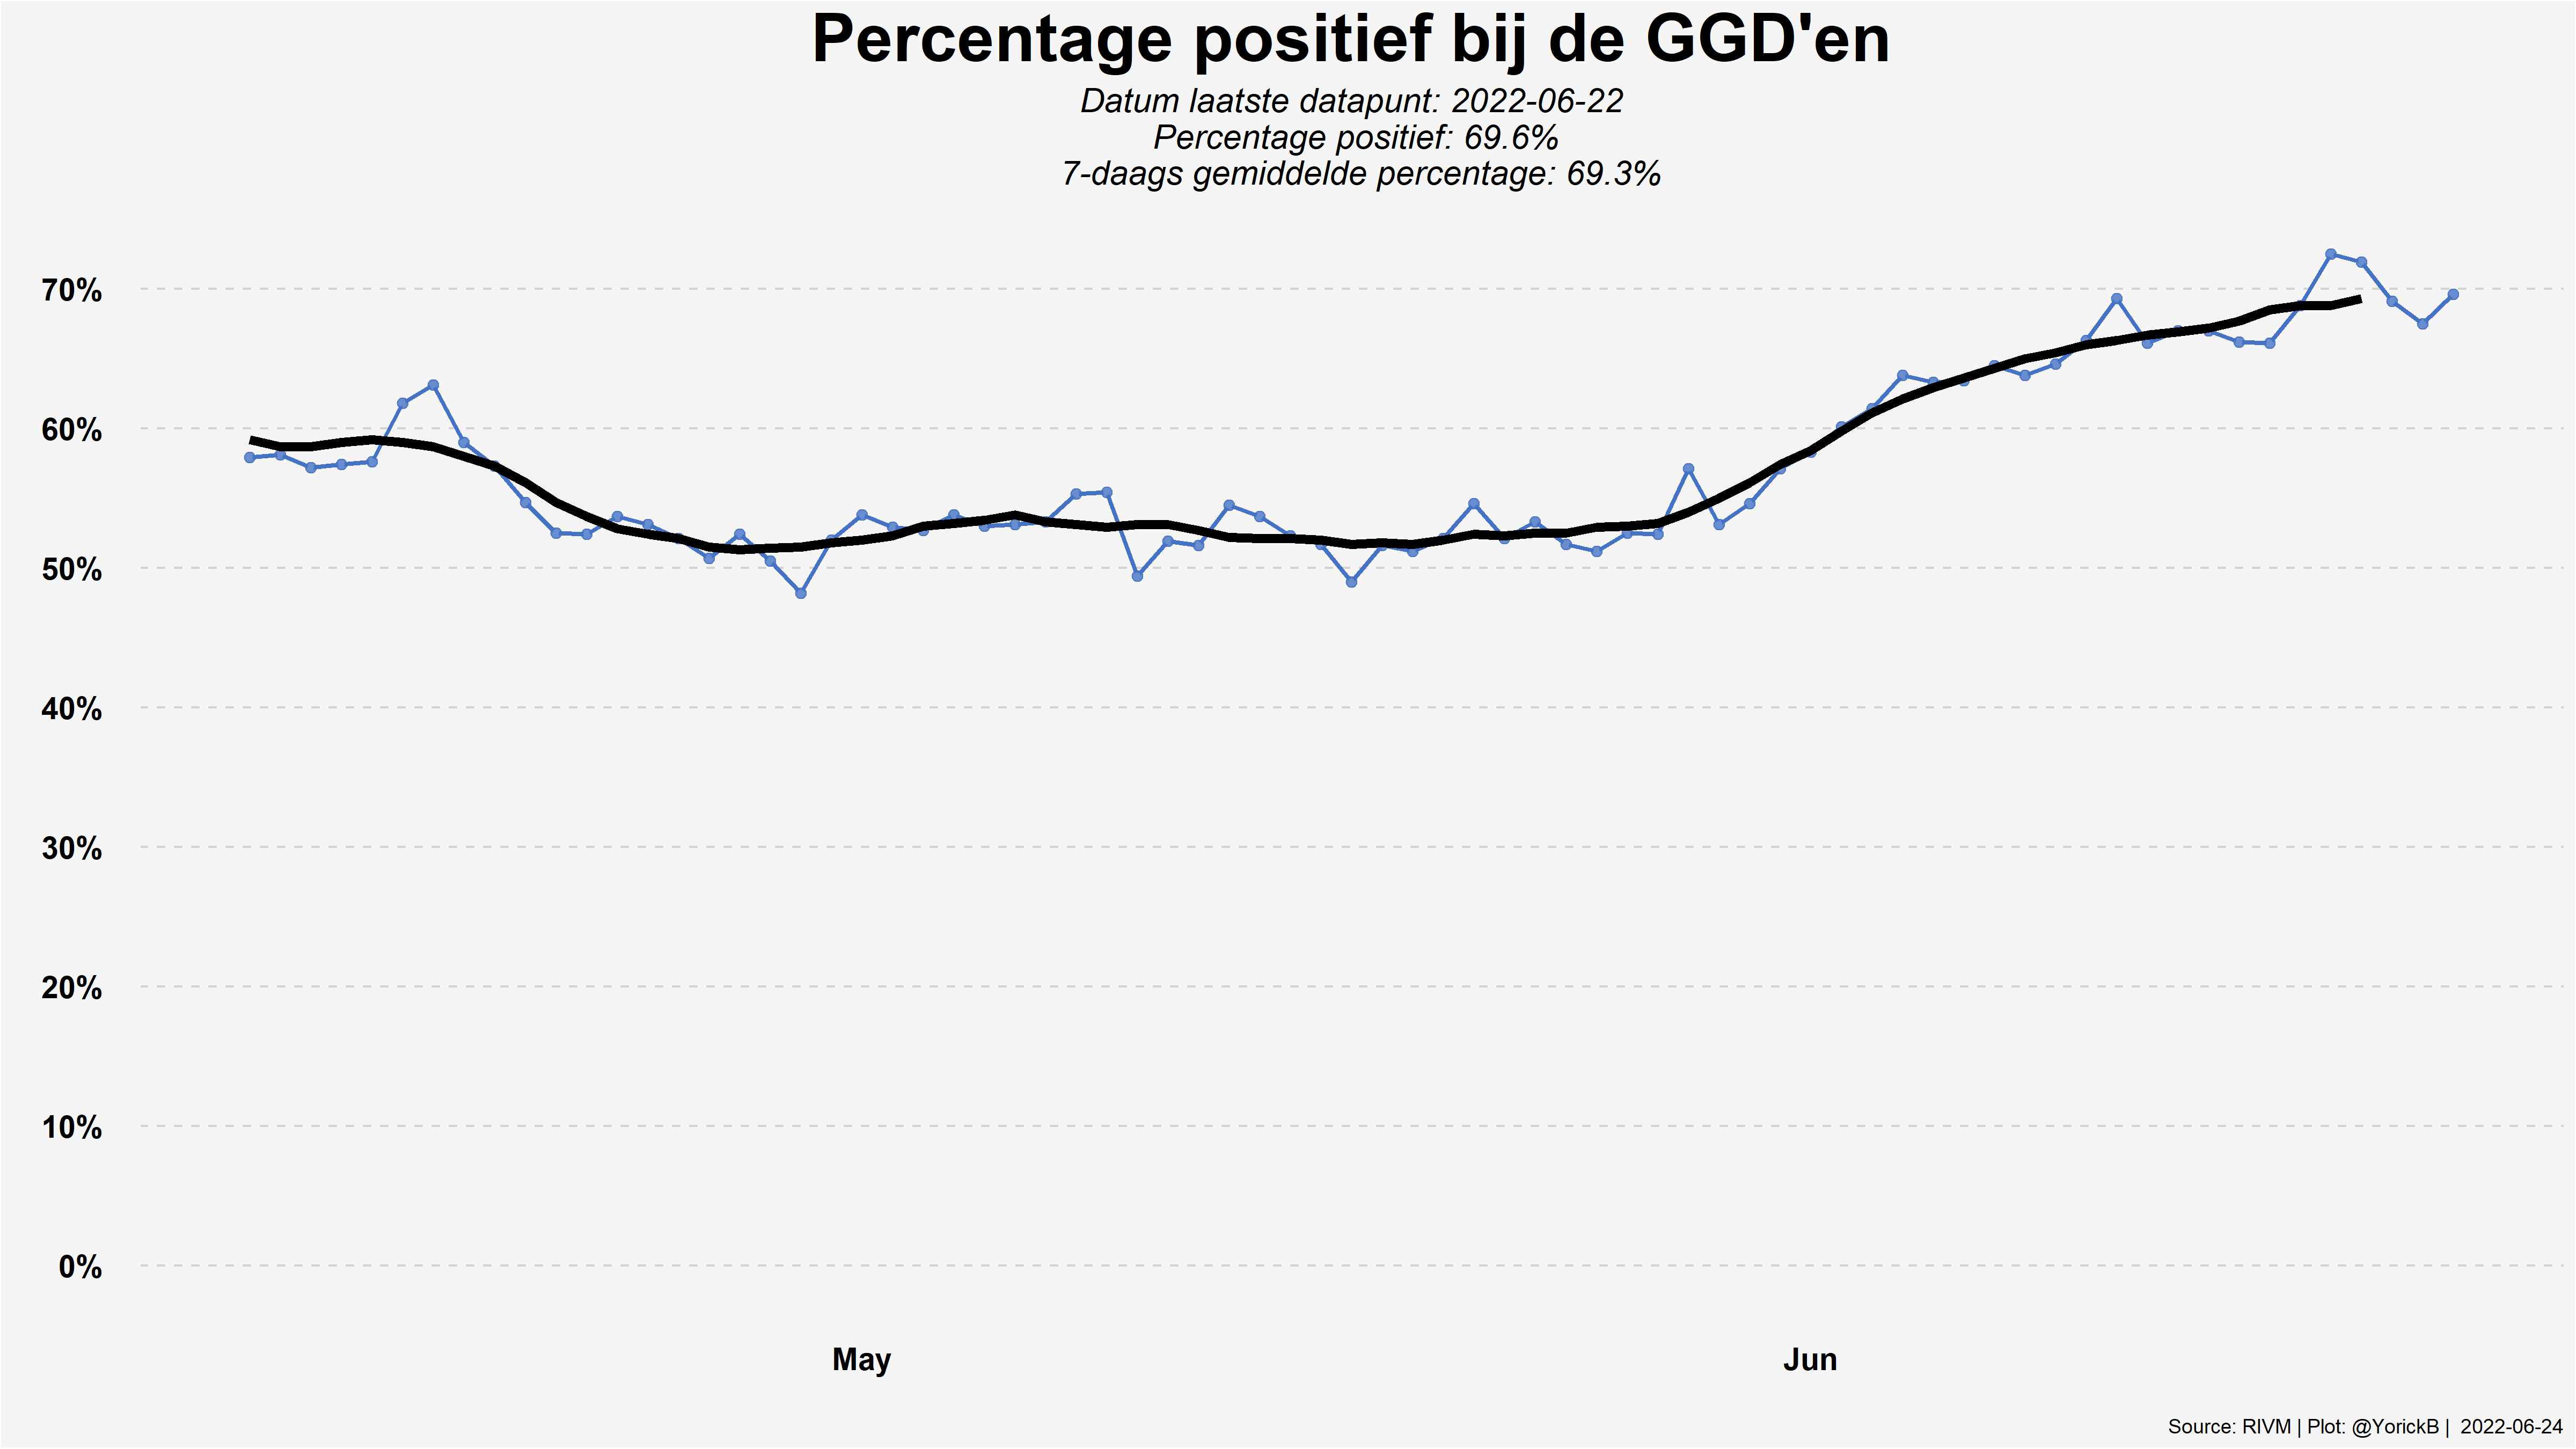 Percentage positief bij de GGD'en
Datum laatste datapunt: 2022-06-22
Percentage positief: 69.6%
7-daags gemiddelde percentage: 69.3%
70%
60%
50%
40%
30%
20%
10%
0%
May Jun
Source: RIVM | Plot: @YorickB | 2022-06-24